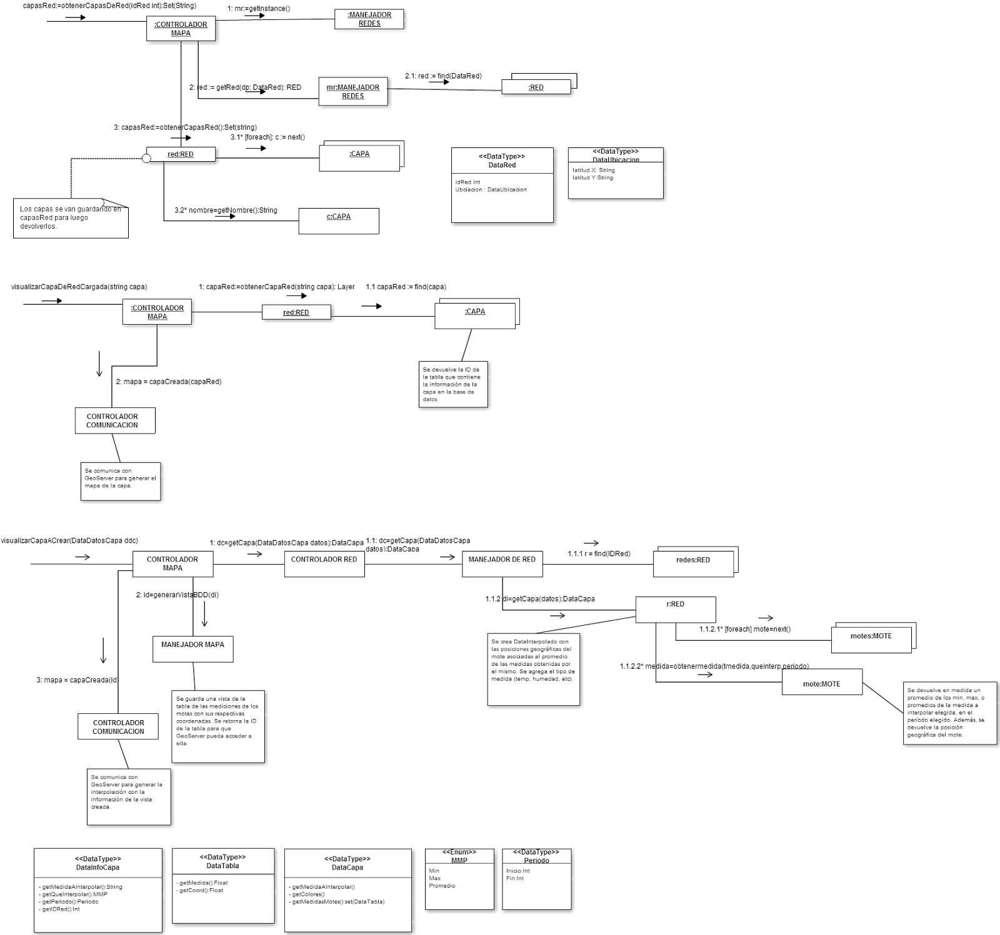 capasRed:=obtenerCapasDeRed(idRed int):Set(String)
1: mr:=getInstance()
:CONTROLADOR
MAPA
:MANEJADOR
REDES
2: red := getRed(dp: DataRed): RED
mr:MANEJADOR
REDES
2.1: red := find(DataRed)
:RED
3: capasRed:=obtenerCapasRed():Set(string)
3.1* [foreach]: c := next()
red:RED
:CAPA
Los capas se van guardando en
capasRed para luego
devolverlos.
3.2* nombre=getNombre():String
c:CAPA
<<DataType>>
DataRed
idRed int
Ubciacion : DataUbicacion
<<DataType>>
DataUbicacion
latitud X: String
latitud Y:String
visualizarCapaDeRedCargada(string capa)
1: capaRed:=obtenerCapaRed(string capa): Layer
1.1 capaRed := find(capa)
:CONTROLADOR
MAPA
red:RED
:CAPA
Se devuelve la ID de
la tabla que contiene
la información de la
capa en la base de
datos.
2: mapa = capaCreada(capaRed)
CONTROLADOR
COMUNICACION
Se comunica con
GeoServer para generar el
mapa de la capa.
visualizarCapaACrear(DataDatosCapa ddc)
1: dc=getCapa(DataDatosCapa datos):DataCapa
1.1: dc=getCapa(DataDatosCapa
datos):DataCapa
1.1.1 r = find(IDRed)
CONTROLADOR
MAPA
CONTROLADOR RED
MANEJADOR DE RED
redes:RED
2: id=generarVistaBDD(di)
1.1.2 di=getCapa(datos):DataCapa
r:RED
1.1.2.1* [foreach] mote=next()
motes:MOTE
MANEJADOR MAPA
Se crea DataInterpolado con
las posiciones geográficas del
mote asociadas al promedio
de las medidas obtenidas por
el mismo. Se agrega el tipo de
medida (temp, humedad, etc).
1.1.2.2* medida=obtenermedida(tmedida,queinterp,periodo)
mote:MOTE
3: mapa = capaCreada(id)
Se guarda una vista de la
tabla de las mediciones de los
motes con sus respectivas
coordenadas. Se retorna la ID
de la tabla para que
GeoServer pueda acceder a
ella.
Se devuelve en medida un
promedio de los min, max, o
promedios de la medida a
interpolar elegida, en el
período elegido. Además, se
devuelve la posición
geográfica del mote.
CONTROLADOR
COMUNICACION
Se comunica con
GeoServer para generar la
interpolación con la
información de la vista
creada.
<<DataType>>
DataInfoCapa
- getMedidaAInterpolar():String
- getQueInterpolar():MMP
- getPeriodo():Periodo
- getIDRed():Int
<<DataType>>
DataTabla
- getMedida():Float
- getCoord():Float
<<DataType>>
DataCapa
- getMedidaAInterpolar()
- getColores()
- getMedidasMotes():set(DataTabla)
<<Enum>>
MMP
Min
Max
Promedio
<<DataType>>
Periodo
Inicio:Int
Fin:Int